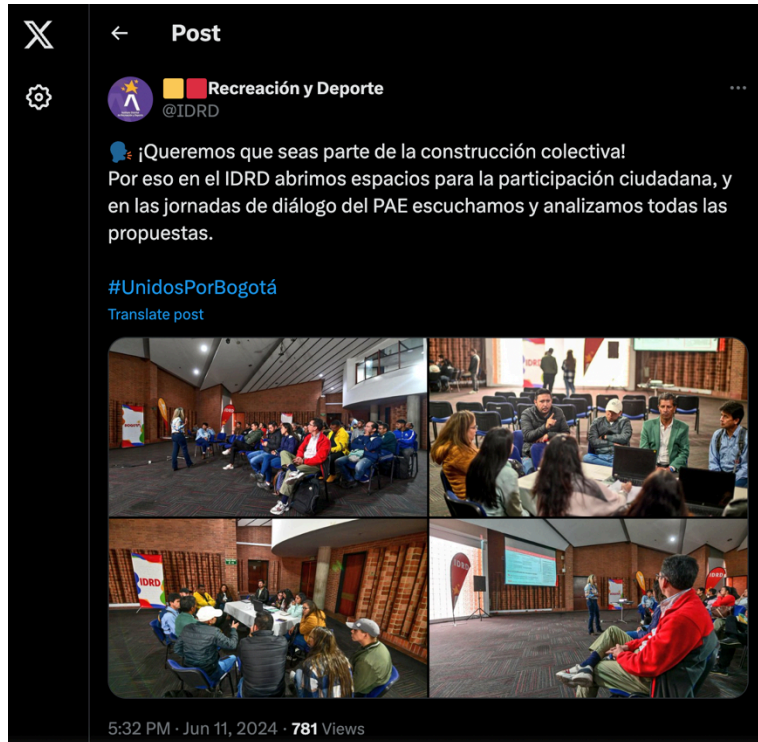 Post
Recreación y Deporte
@IDRD
¡Queremos que seas parte de la construcción colectiva!
Por eso en el IDRD abrimos espacios para la participación ciudadana, y
en las jornadas de diálogo del PAE escuchamos y analizamos todas las
propuestas.
#UnidosPorBogotá
Translate post
IDRD
IDRD
IDRD
IDRD
5:32 PM · Jun 11, 2024 · 781 Views